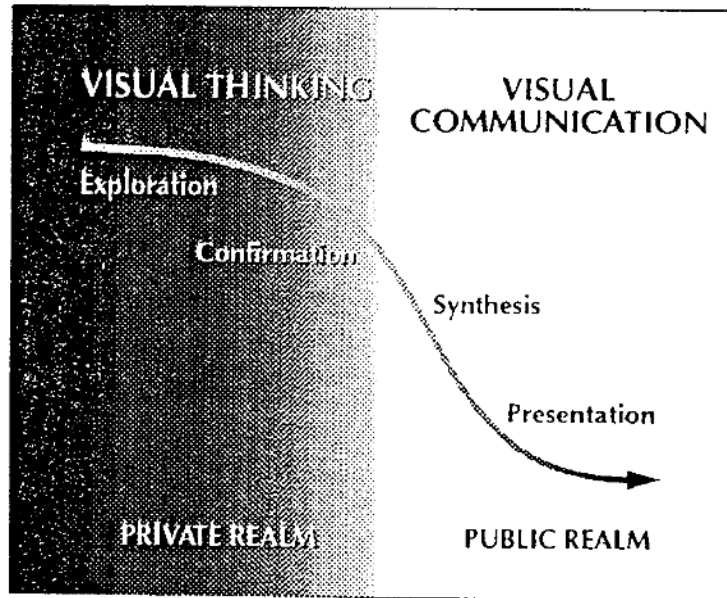 VISUAL THINKING
VISUAL
COMMUNICATION
Exploration
Confirmation
Synthesis
Presentation
PRIVATE REALM
PUBLIC REALM